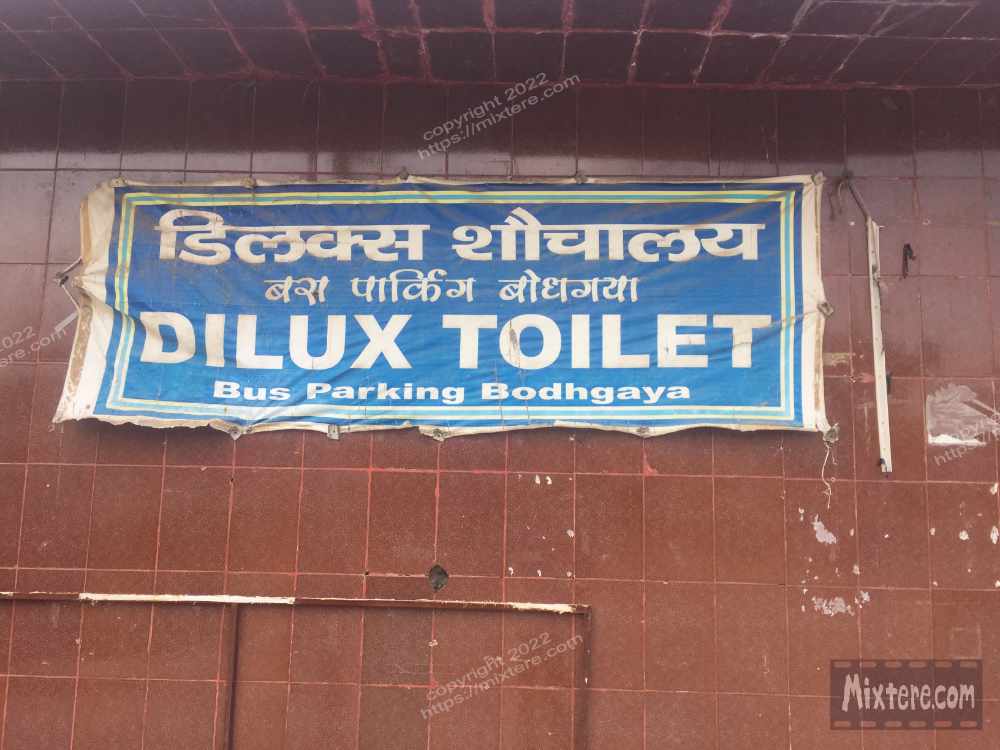 copyright 2022
https://mixtere.com
डिलक्स शौचालय
बस पार्किंग बोधगया
DILUX TOILET
Bus Parking Bodhgaya
copyright 2022
https://mixtere.com
Mixtere.com